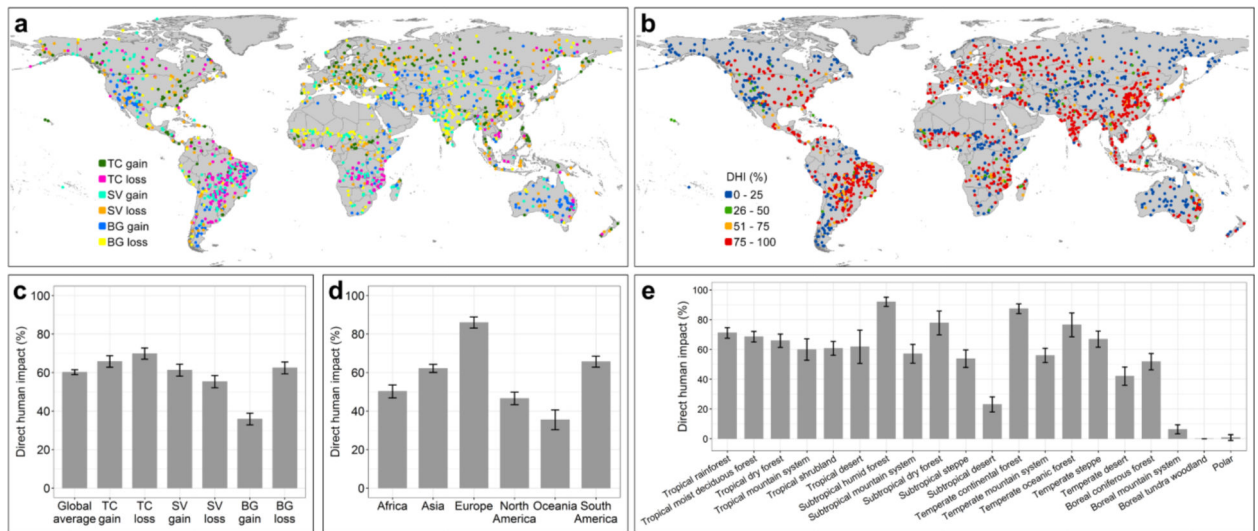 a
TC gain
TC loss
SV gain
SV loss
BG gain
BG loss
b
DHI (%)
0 - 25
26 - 50
51 - 75
75 - 100
c
Direct human impact (%)
100
80
60
40
20
0
Global average
TC gain
TC loss
SV gain
SV loss
BG gain
BG loss
d
Direct human impact (%)
100
80
60
40
20
0
Africa
Asia
Europe
North America
Oceania
South America
e
Direct human impact (%)
100
80
60
40
20
0
Tropical rainforest
Tropical moist deciduous forest
Tropical dry forest
Tropical mountain system
Tropical shrubland
Tropical desert
Subtropical humid forest
Subtropical mountain system
Subtropical dry forest
Subtropical steppe
Subtropical desert
Temperate continental forest
Temperate mountain system
Temperate oceanic forest
Temperate steppe
Temperate desert
Boreal coniferous forest
Boreal mountain system
Boreal tundra woodland
Polar